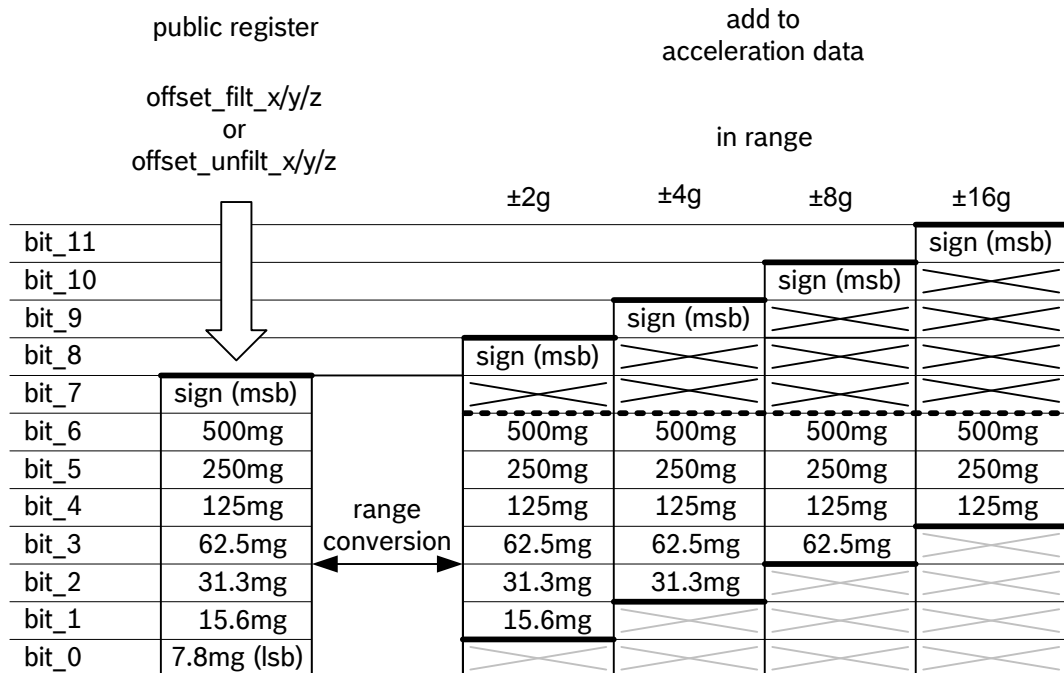 public register
add to
acceleration data
offset_filt_x/y/z
or
offset_unfilt_x/y/z
in range
±2g ±4g ±8g ±16g
bit_11 sign (msb)
bit_10 sign (msb)
bit_9 sign (msb)
bit_8 sign (msb)
bit_7 sign (msb)
bit_6 500mg 500mg 500mg 500mg 500mg
bit_5 250mg 250mg 250mg 250mg 250mg
bit_4 125mg 125mg 125mg 125mg 125mg
range
conversion
bit_3 62.5mg 62.5mg 62.5mg 62.5mg
bit_2 31.3mg 31.3mg 31.3mg
bit_1 15.6mg 15.6mg
bit_0 7.8mg (lsb)